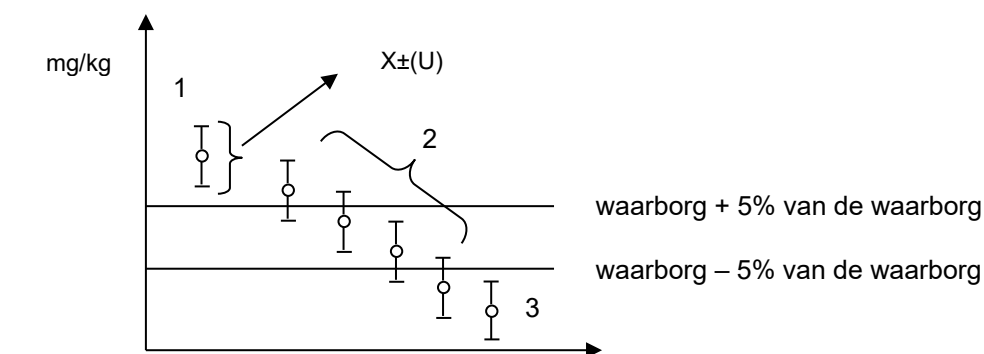 mg/kg
X±(U)
1
2
waarborg + 5% van de waarborg
waarborg – 5% van de waarborg
3